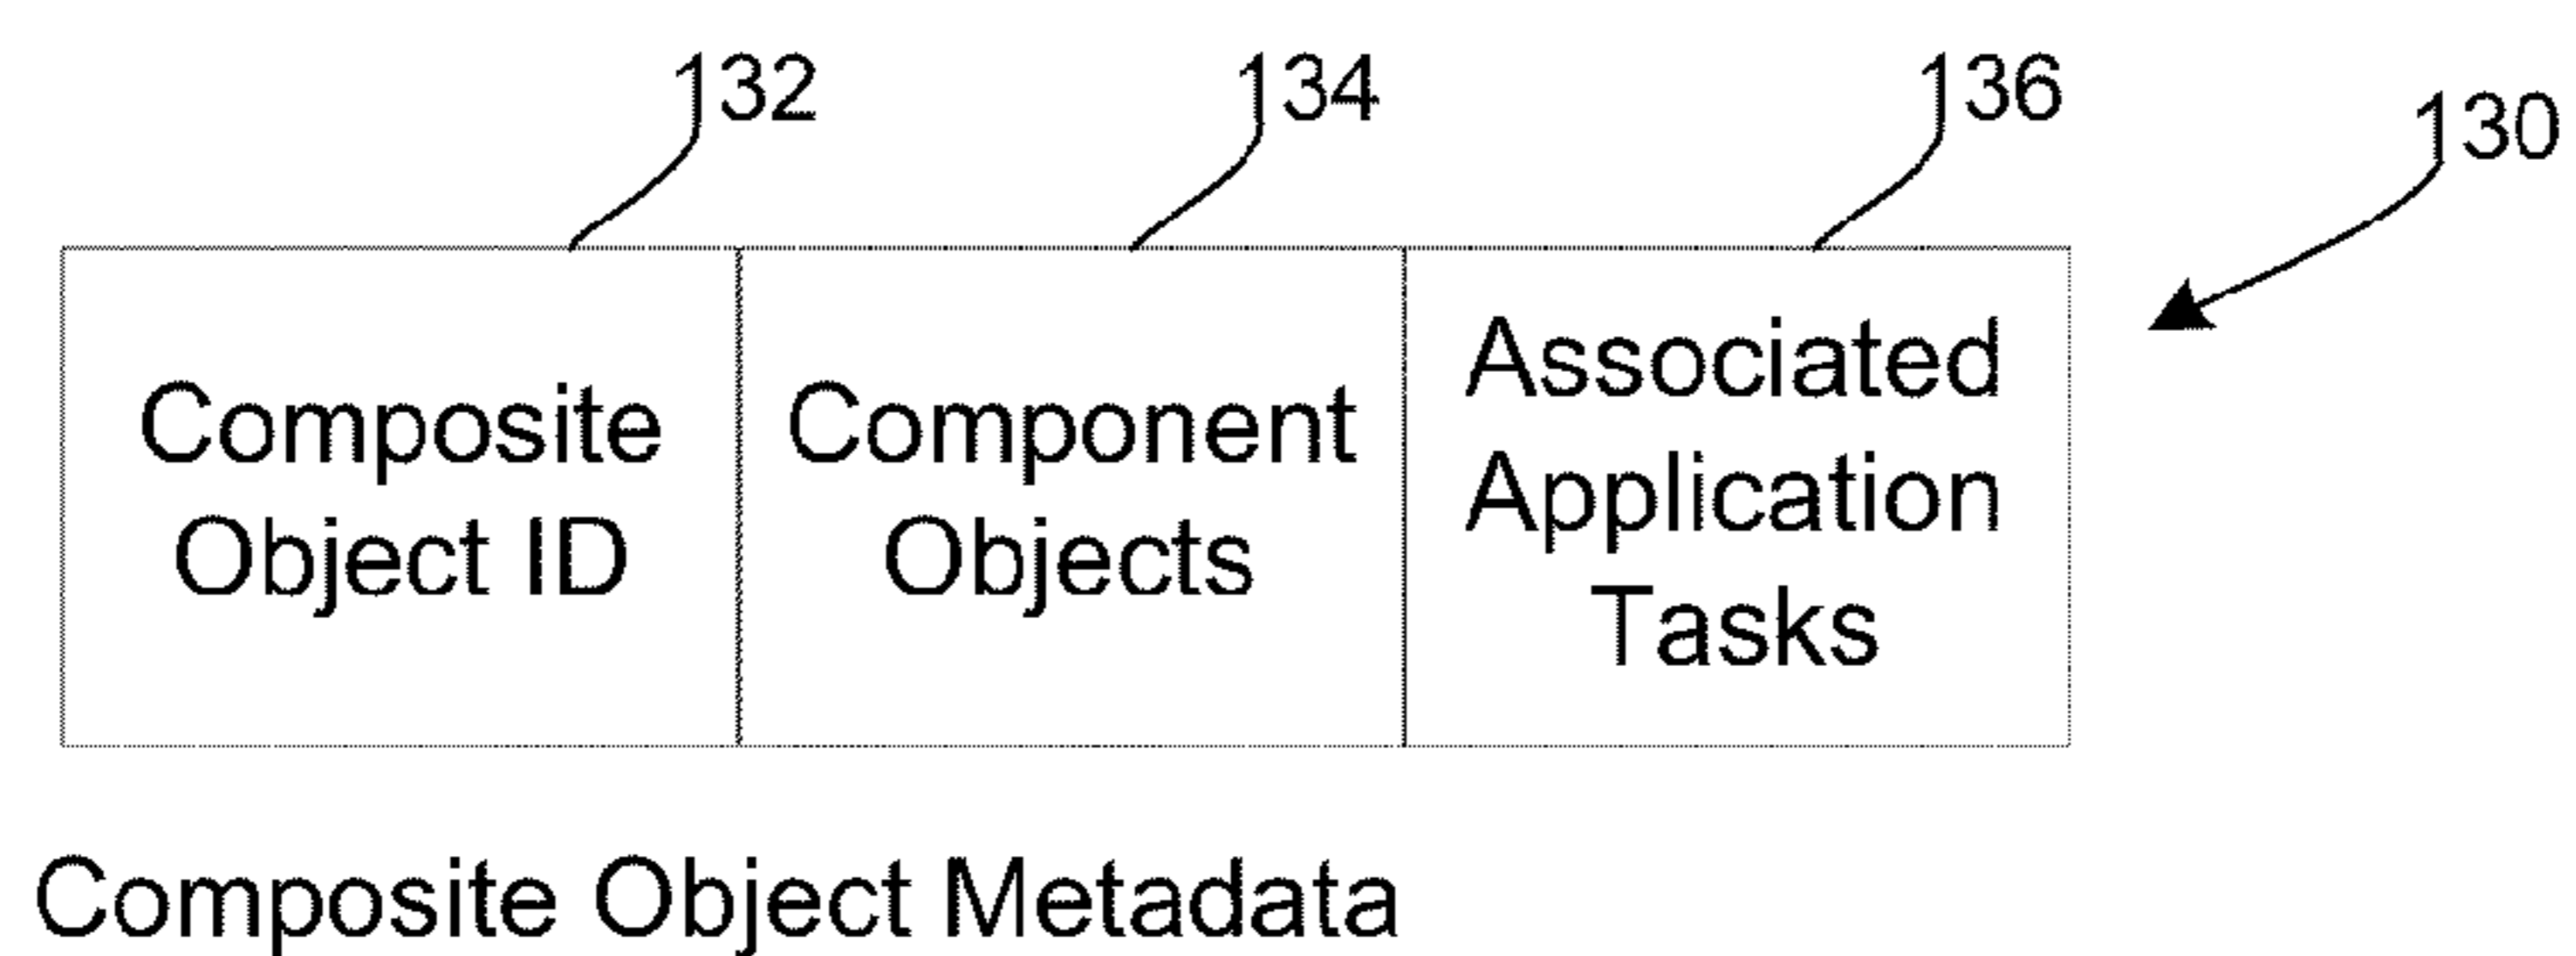 132
134
136
130
Composite
Object ID
Component
Objects
Associated
Application
Tasks
Composite Object Metadata